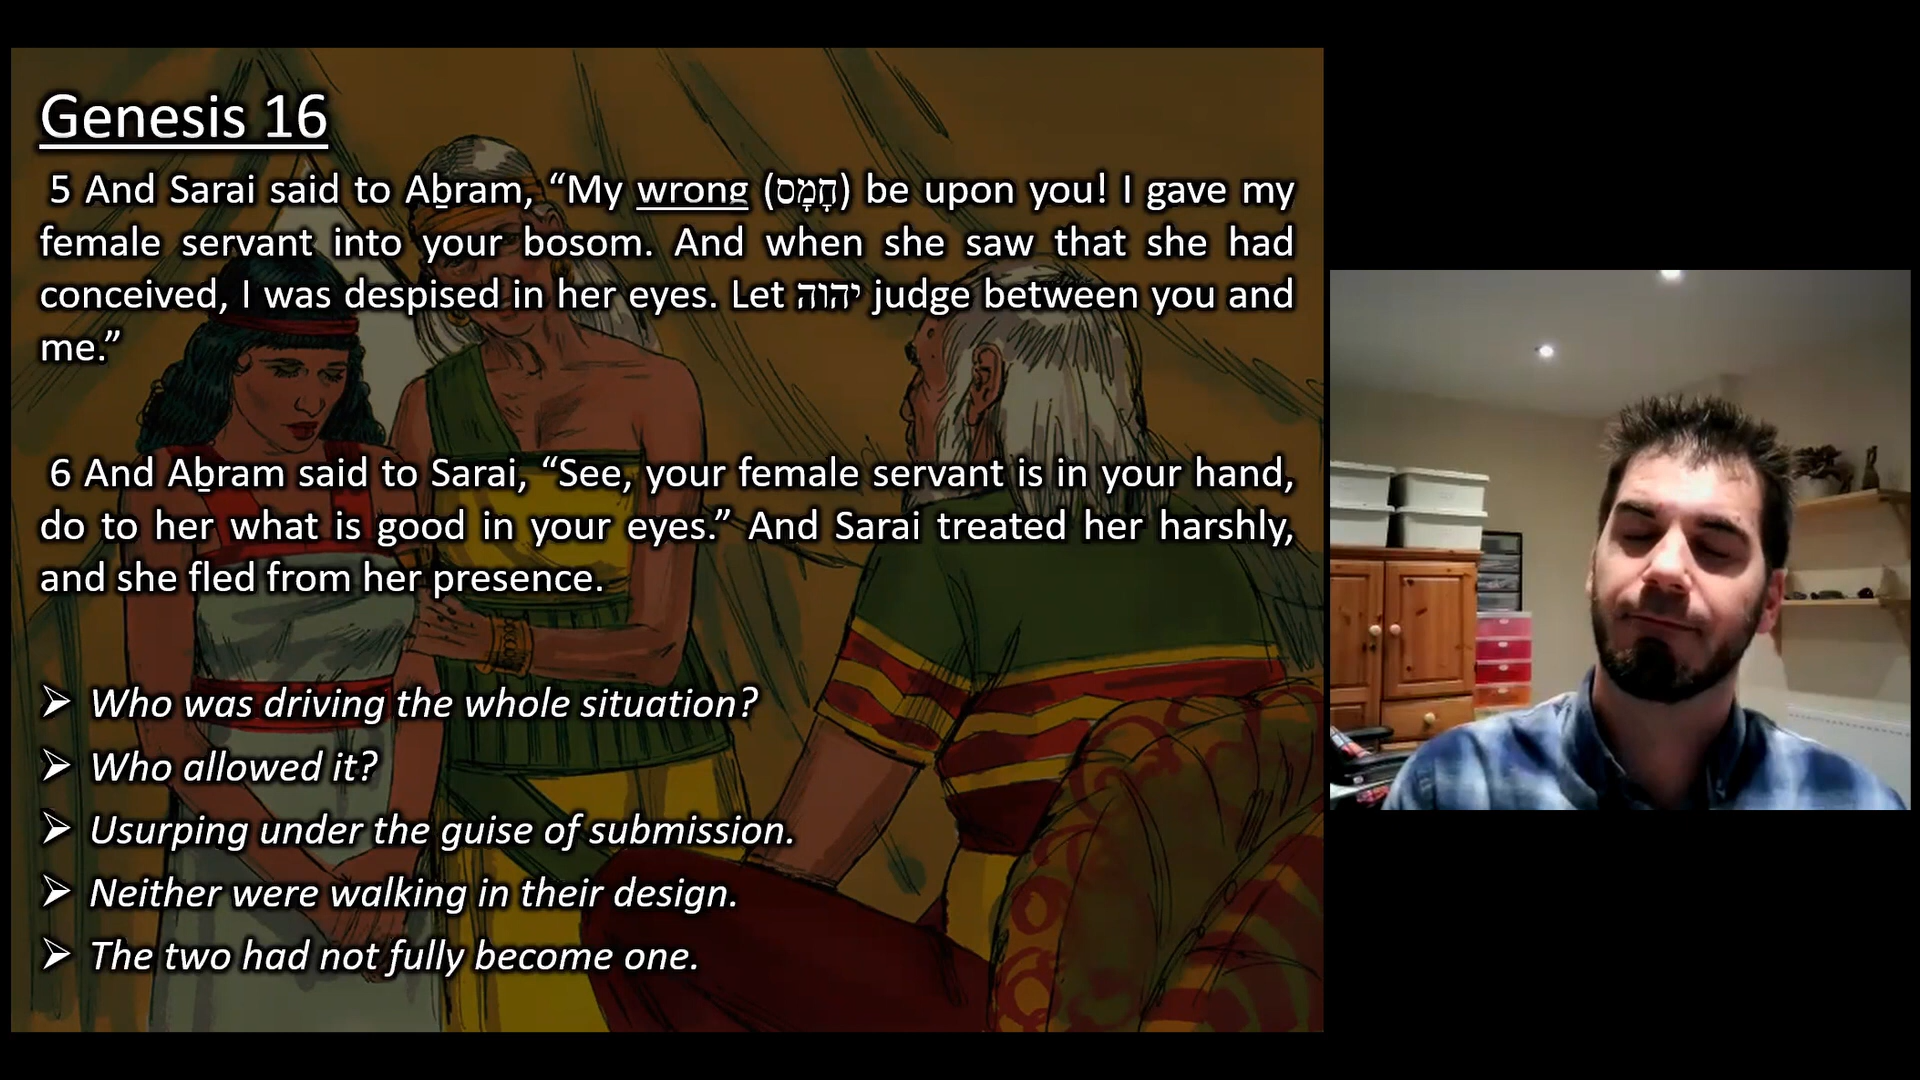 Genesis 16
5 And Sarai said to Aḇram, “My wrong (חָמָס) be upon you! I gave my
female servant into your bosom. And when she saw that she had
conceived, I was despised in her eyes. Let יהוה judge between you and
me.”
6 And Aḇram said to Sarai, “See, your female servant is in your hand,
do to her what is good in your eyes.” And Sarai treated her harshly,
and she fled from her presence.
➢ Who was driving the whole situation?
➢ Who allowed it?
➢ Usurping under the guise of submission.
➢ Neither were walking in their design.
➢ The two had not fully become one.